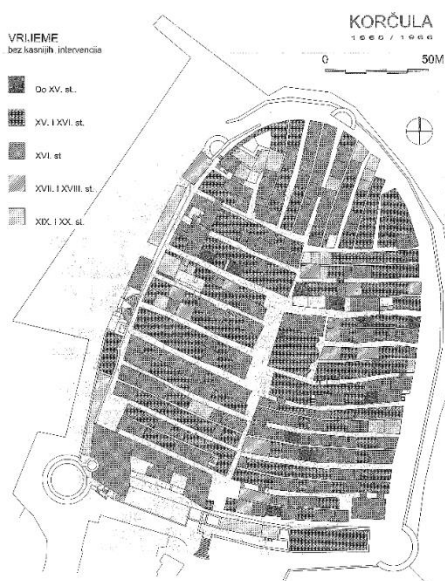 KORČULA
1965 / 1966
VRIJEME
bez kasnijih intervencija
0 50M
Do XV. st.
XV. i XVI. st.
XVI. st
XVII. i XVIII. st.
XIX. i XX. st.